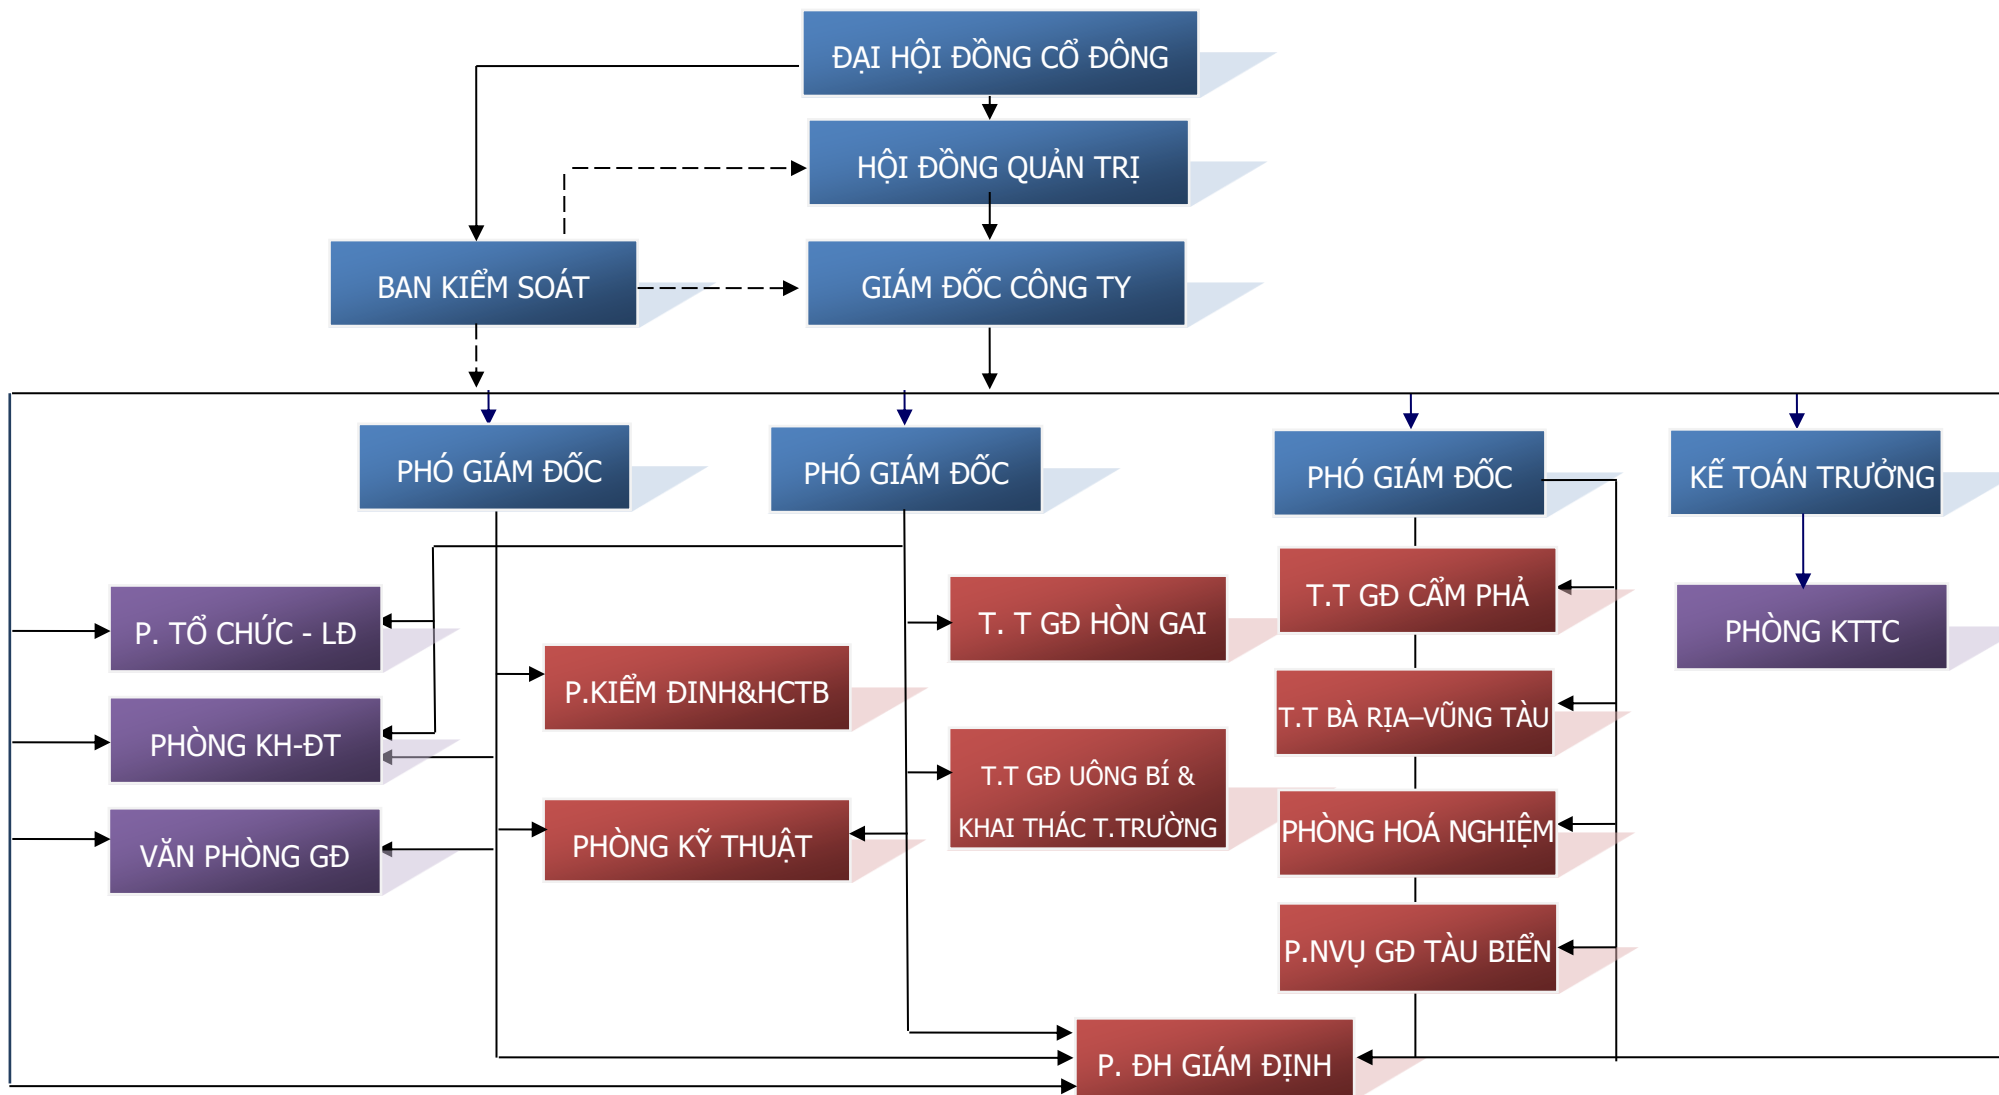 ĐẠI HỘI ĐỒNG CỔ ĐÔNG
HỘI ĐỒNG QUẢN TRỊ
BAN KIỂM SOÁT
GIÁM ĐỐC CÔNG TY
PHÓ GIÁM ĐỐC
PHÓ GIÁM ĐỐC
PHÓ GIÁM ĐỐC
KẾ TOÁN TRƯỞNG
P. TỔ CHỨC - LĐ
PHÒNG KH-ĐT
VĂN PHÒNG GĐ
P.KIỂM ĐINH&HCTB
PHÒNG KỸ THUẬT
T. T GĐ HÒN GAI
T.T GĐ UÔNG BÍ &
KHAI THÁC T.TRƯỜNG
T.T GĐ CẨM PHẢ
T.T BÀ RỊA–VŨNG TÀU
PHÒNG HOÁ NGHIỆM
P.NVỤ GĐ TÀU BIỂN
PHÒNG KTTC
P. ĐH GIÁM ĐỊNH